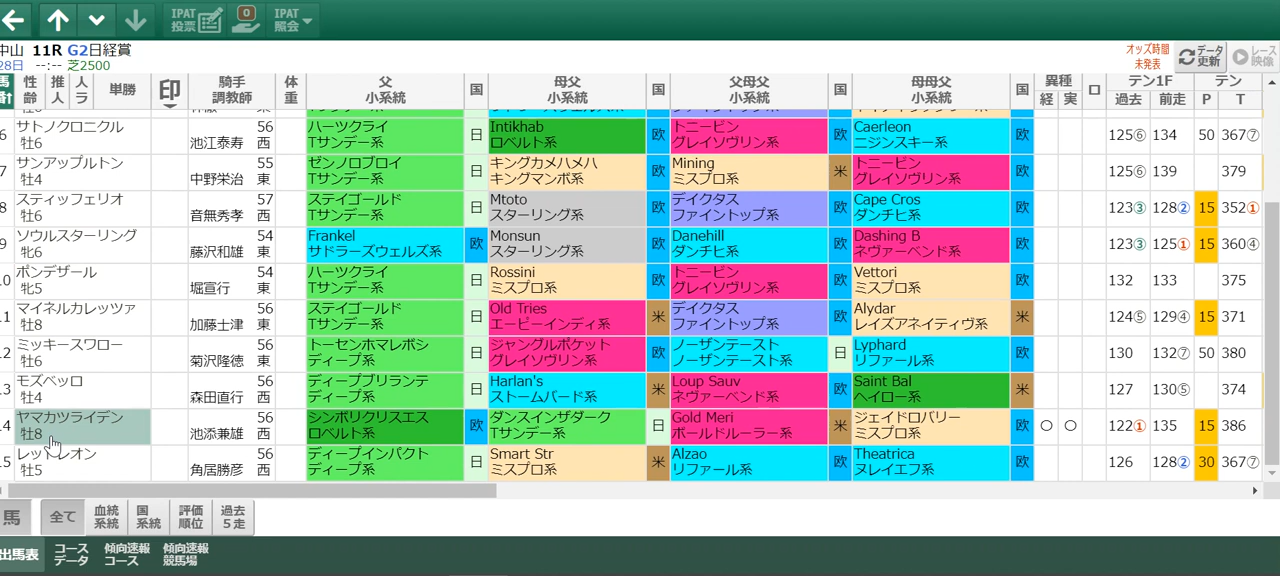 IPAT 投票 0 IPAT 照会
中山 11R G2日経賞 オッズ時間 未発表 データ更新 レース映像
28日 --:-- 芝2500
馬番 性齢 推人 人ラ 単勝 印 騎手 調教師 体重 父 小系統 国 母父 小系統 国 父母父 小系統 国 母母父 小系統 国 異種 経 実 ロ テン1F 過去 前走 テン P T
6 サトノクロニクル 56 ハーツクライ 日 Intikhab 欧 トニービン 欧 Caerleon 欧 125⑥ 134 50 367⑦
牡6 池江泰寿 西 Tサンデー系 ロベルト系 グレイソヴリン系 ニジンスキー系
7 サンアップルトン 55 ゼンノロブロイ 日 キングカメハメハ 欧 Mining 米 トニービン 欧 125⑥ 139 379
牡4 中野栄治 東 Tサンデー系 キングマンボ系 ミスプロ系 グレイソヴリン系
8 スティッフェリオ 57 ステイゴールド 日 Mtoto 欧 デイクタス 欧 Cape Cros 欧 123③ 128② 15 352①
牡6 音無秀孝 西 Tサンデー系 スターリング系 ファイントップ系 ダンチヒ系
9 ソウルスターリング 54 Frankel 欧 Monsun 欧 Danehill 欧 Dashing B 欧 123③ 125① 15 360④
牝6 藤沢和雄 東 サドラーズウェルズ系 スターリング系 ダンチヒ系 ネヴァーベンド系
10 ポンデザール 54 ハーツクライ 日 Rossini 欧 トニービン 欧 Vettori 欧 132 133 375
牝5 堀宣行 東 Tサンデー系 ミスプロ系 グレイソヴリン系 ミスプロ系
11 マイネルカレッツァ 56 ステイゴールド 日 Old Tries 米 デイクタス 欧 Alydar 米 124⑤ 129④ 15 371
牡8 加藤士津 東 Tサンデー系 エーピーインディ系 ファイントップ系 レイズアネイティヴ系
12 ミッキースワロー 56 トーセンホマレボシ 日 ジャングルポケット 欧 ノーザンテースト 日 Lyphard 欧 130 132⑦ 50 380
牡6 菊沢隆徳 東 ディープ系 グレイソヴリン系 ノーザンテースト系 リファール系
13 モズベッロ 56 ディープブリランテ 日 Harlan's 米 Loup Sauv 欧 Saint Bal 米 127 130⑤ 374
牡4 森田直行 西 ディープ系 ストームバード系 ネヴァーベンド系 ヘイロー系
14 ヤマカツライデン 56 シンボリクリスエス 欧 ダンスインザダーク 日 Gold Meri 米 ジェイドロバリー 欧 ○ ○ 122① 135 15 386
牡8 池添兼雄 西 ロベルト系 Tサンデー系 ボールドルーラー系 ミスプロ系
15 レッドレオン 56 ディープインパクト 日 Smart Str 米 Alzao 欧 Theatrica 欧 126 128② 30 367⑦
牡5 角居勝彦 西 ディープ系 ミスプロ系 リファール系 ヌレイエフ系
馬 全て 血統系統 国系統 評価順位 過去5走
出馬表 コースデータ 傾向速報コース 傾向速報競馬場